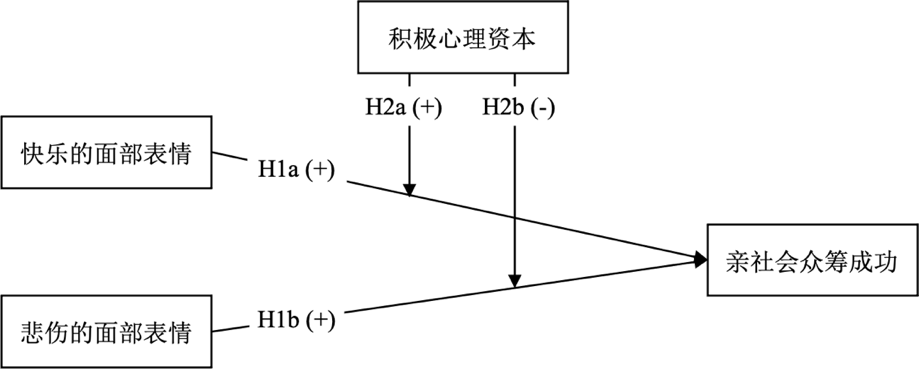 积极心理资本
H2a (+)
H2b (-)
快乐的面部表情
H1a (+)
亲社会众筹成功
悲伤的面部表情
H1b (+)